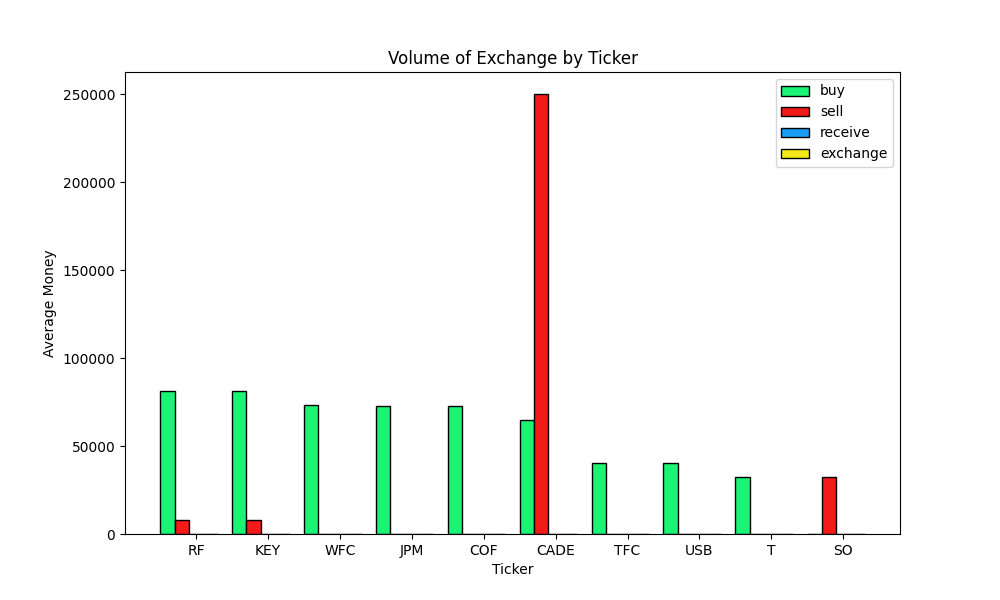 Volume of Exchange by Ticker
buy
sell
receive
exchange
250000
200000
150000
100000
50000
0
Average Money
RF KEY WFC JPM COF CADE TFC USB T SO
Ticker